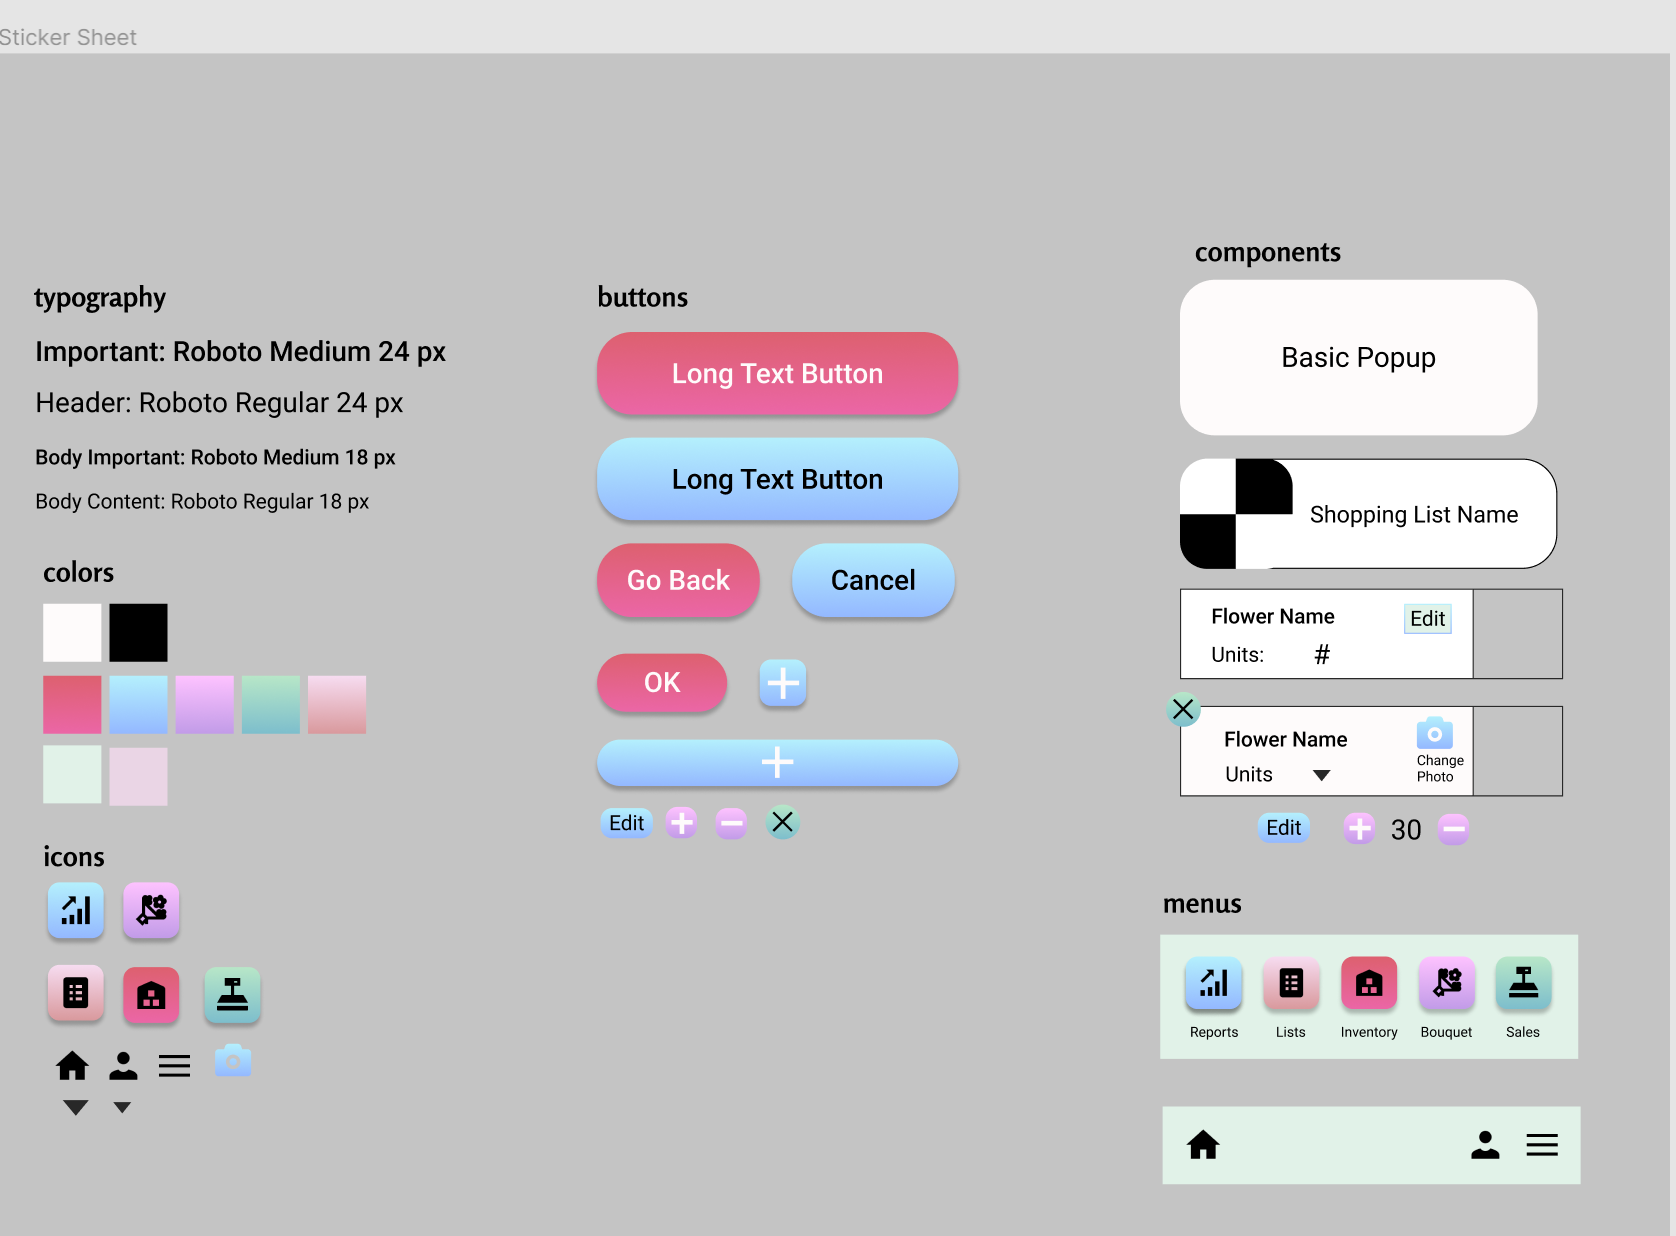 Sticker Sheet
typography
Important: Roboto Medium 24 px
Header: Roboto Regular 24 px
Body Important: Roboto Medium 18 px
Body Content: Roboto Regular 18 px
colors
icons
buttons
Long Text Button
Long Text Button
Go Back
Cancel
OK
Edit
components
Basic Popup
Shopping List Name
Flower Name
Edit
Units:
#
Flower Name
Units
Change
Photo
Edit
30
menus
Reports
Lists
Inventory
Bouquet
Sales